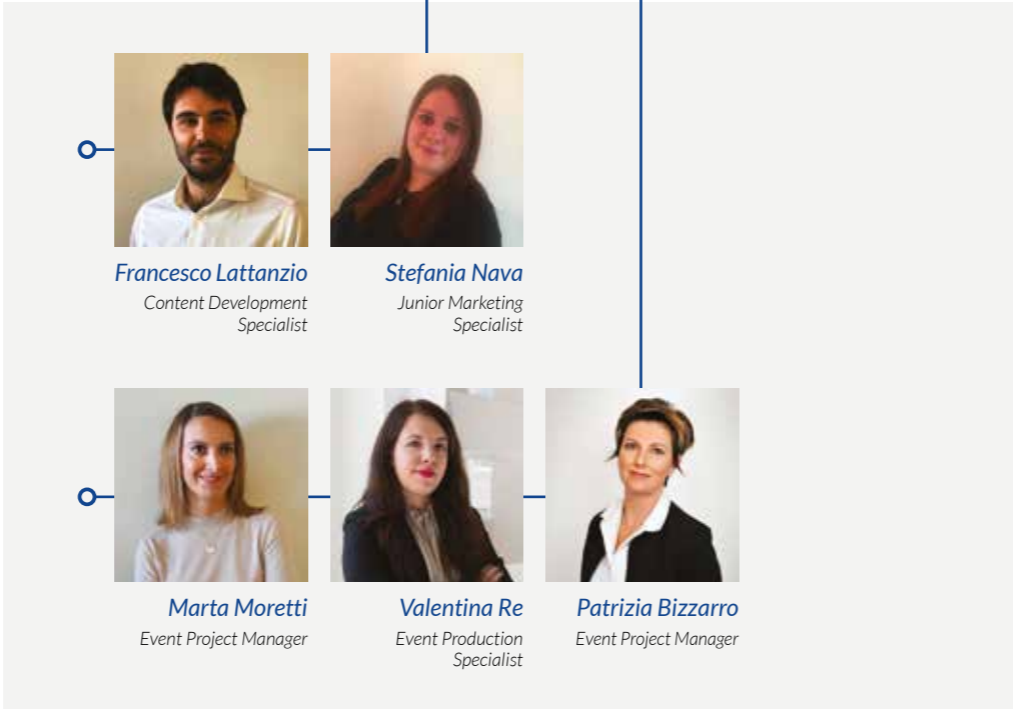 Francesco Lattanzio
Content Development
Specialist
Stefania Nava
Junior Marketing
Specialist
Marta Moretti
Event Project Manager
Valentina Re
Event Production
Specialist
Patrizia Bizzarro
Event Project Manager